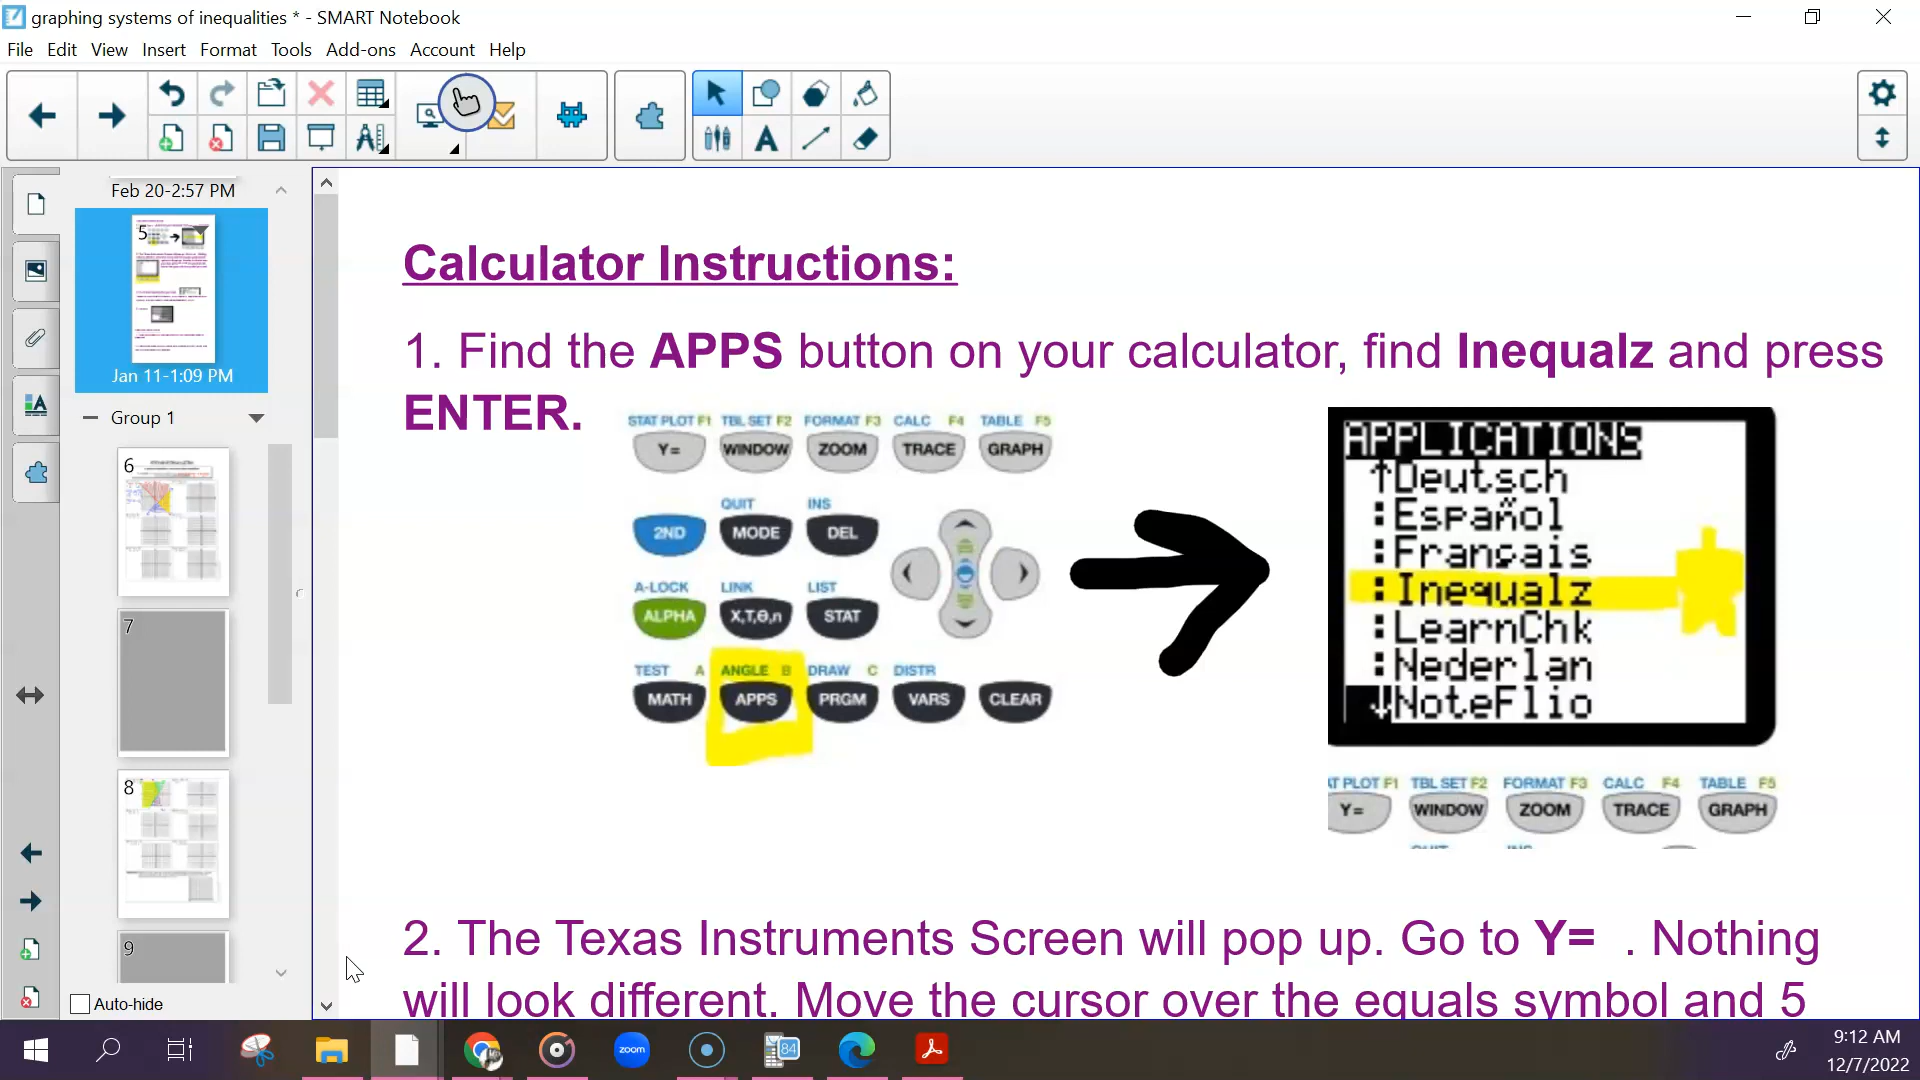 graphing systems of inequalities * - SMART Notebook
File Edit View Insert Format Tools Add-ons Account Help
Feb 20-2:57 PM
5
Jan 11-1:09 PM
Group 1
6
7
8
9
Auto-hide
Calculator Instructions:
1. Find the APPS button on your calculator, find Inequalz and press
ENTER.
STAT PLOT F1 TBL SET F2 FORMAT F3 CALC F4 TABLE F5
Y= WINDOW ZOOM TRACE GRAPH
QUIT INS
2ND MODE DEL
A-LOCK LINK LIST
ALPHA X,T,θ,n STAT
TEST A ANGLE B DRAW C DISTR
MATH APPS PRGM VARS CLEAR
APPLICATIONS
↑Deutsch
:Español
:Français
:Inequalz
:LearnChk
:Nederlan
↓NoteFlio
AT PLOT F1 TBL SET F2 FORMAT F3 CALC F4 TABLE F5
Y= WINDOW ZOOM TRACE GRAPH
2. The Texas Instruments Screen will pop up. Go to Y= . Nothing
will look different. Move the cursor over the equals symbol and 5
zoom
84
9:12 AM
12/7/2022